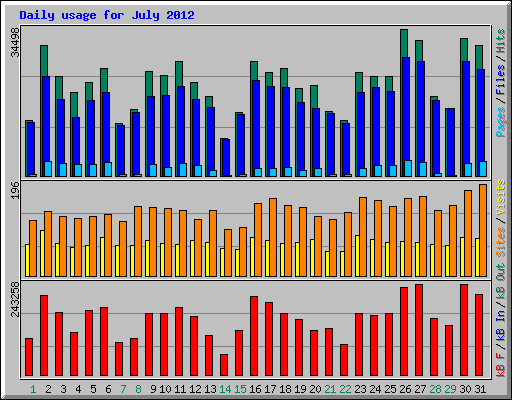 Daily usage for July 2012
34498
Pages / Files / Hits
196
Sites / Visits
243258
kB F / kB In / kB Out
1 2 3 4 5 6 7 8 9 10 11 12 13 14 15 16 17 18 19 20 21 22 23 24 25 26 27 28 29 30 31